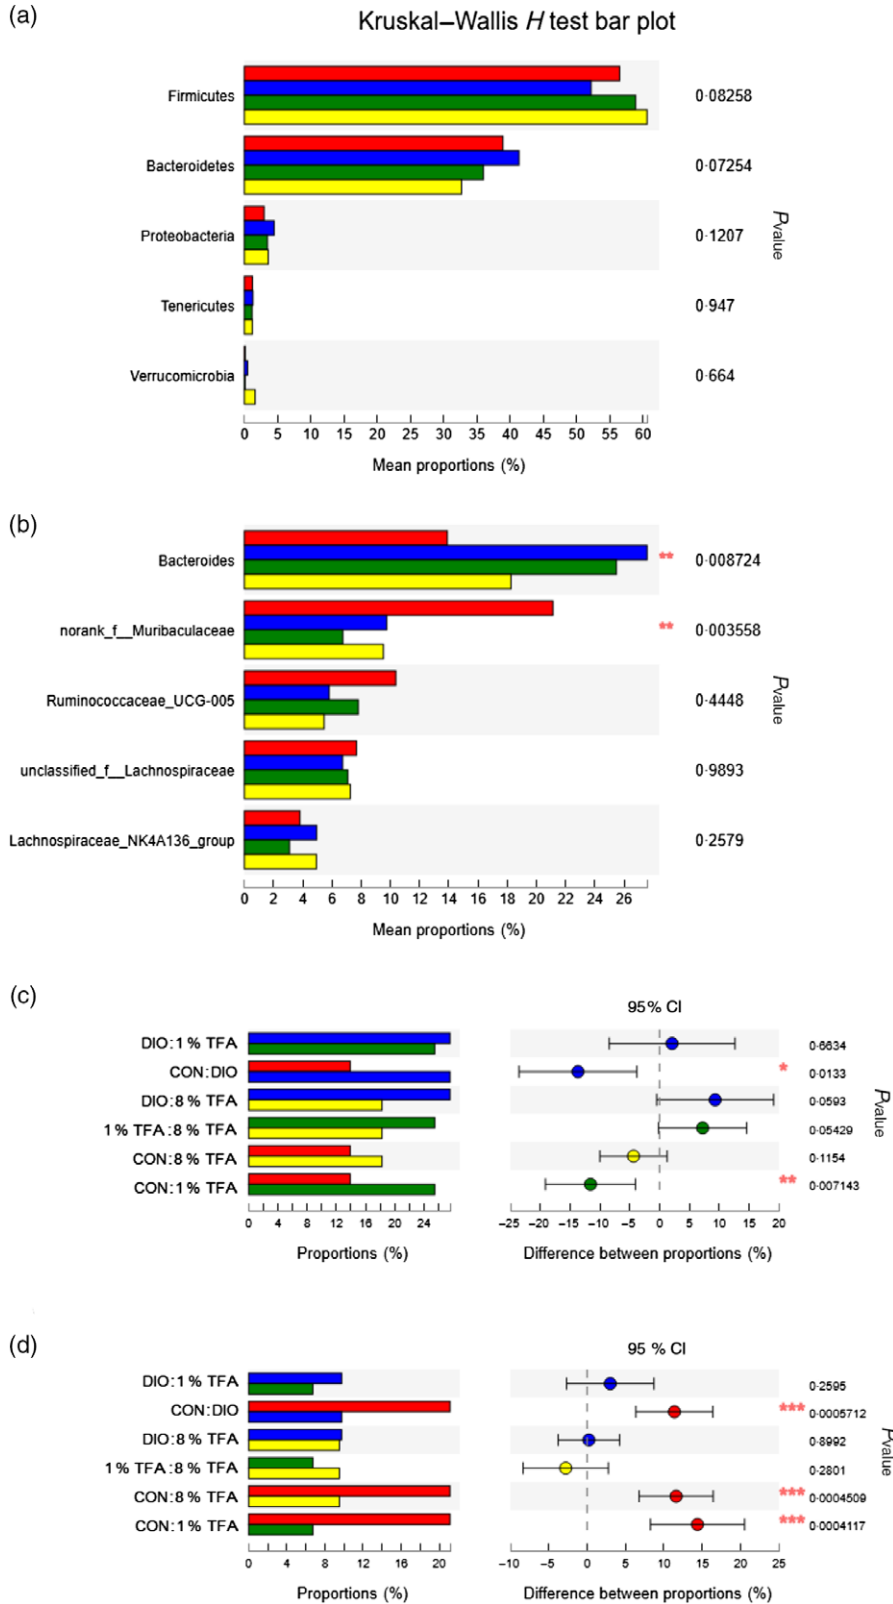 (a)
Kruskal–Wallis H test bar plot
Firmicutes
0·08258
Bacteroidetes
0·07254
Proteobacteria
0·1207
Tenericutes
0·947
Verrucomicrobia
0·664
Pvalue
0 5 10 15 20 25 30 35 40 45 50 55 60
Mean proportions (%)
(b)
Bacteroides
** 0·008724
norank_f__Muribaculaceae
** 0·003558
Ruminococcaceae_UCG-005
0·4448
unclassified_f__Lachnospiraceae
0·9893
Lachnospiraceae_NK4A136_group
0·2579
Pvalue
0 2 4 6 8 10 12 14 16 18 20 22 24 26
Mean proportions (%)
(c)
95% CI
DIO:1% TFA
0·6634
CON:DIO
* 0·0133
DIO:8% TFA
0·0593
1% TFA:8% TFA
0·05429
CON:8% TFA
0·1154
CON:1% TFA
** 0·007143
Pvalue
0 4 8 12 16 20 24
−25 −20 −15 −10 −5 0 5 10 15 20
Proportions (%)
Difference between proportions (%)
(d)
95 % CI
DIO:1% TFA
0·2595
CON:DIO
*** 0·0005712
DIO:8% TFA
0·8992
1% TFA:8% TFA
0·2801
CON:8% TFA
*** 0·0004509
CON:1% TFA
*** 0·0004117
Pvalue
0 4 8 12 16 20
−10 −5 0 5 10 15 20 25
Proportions (%)
Difference between proportions (%)